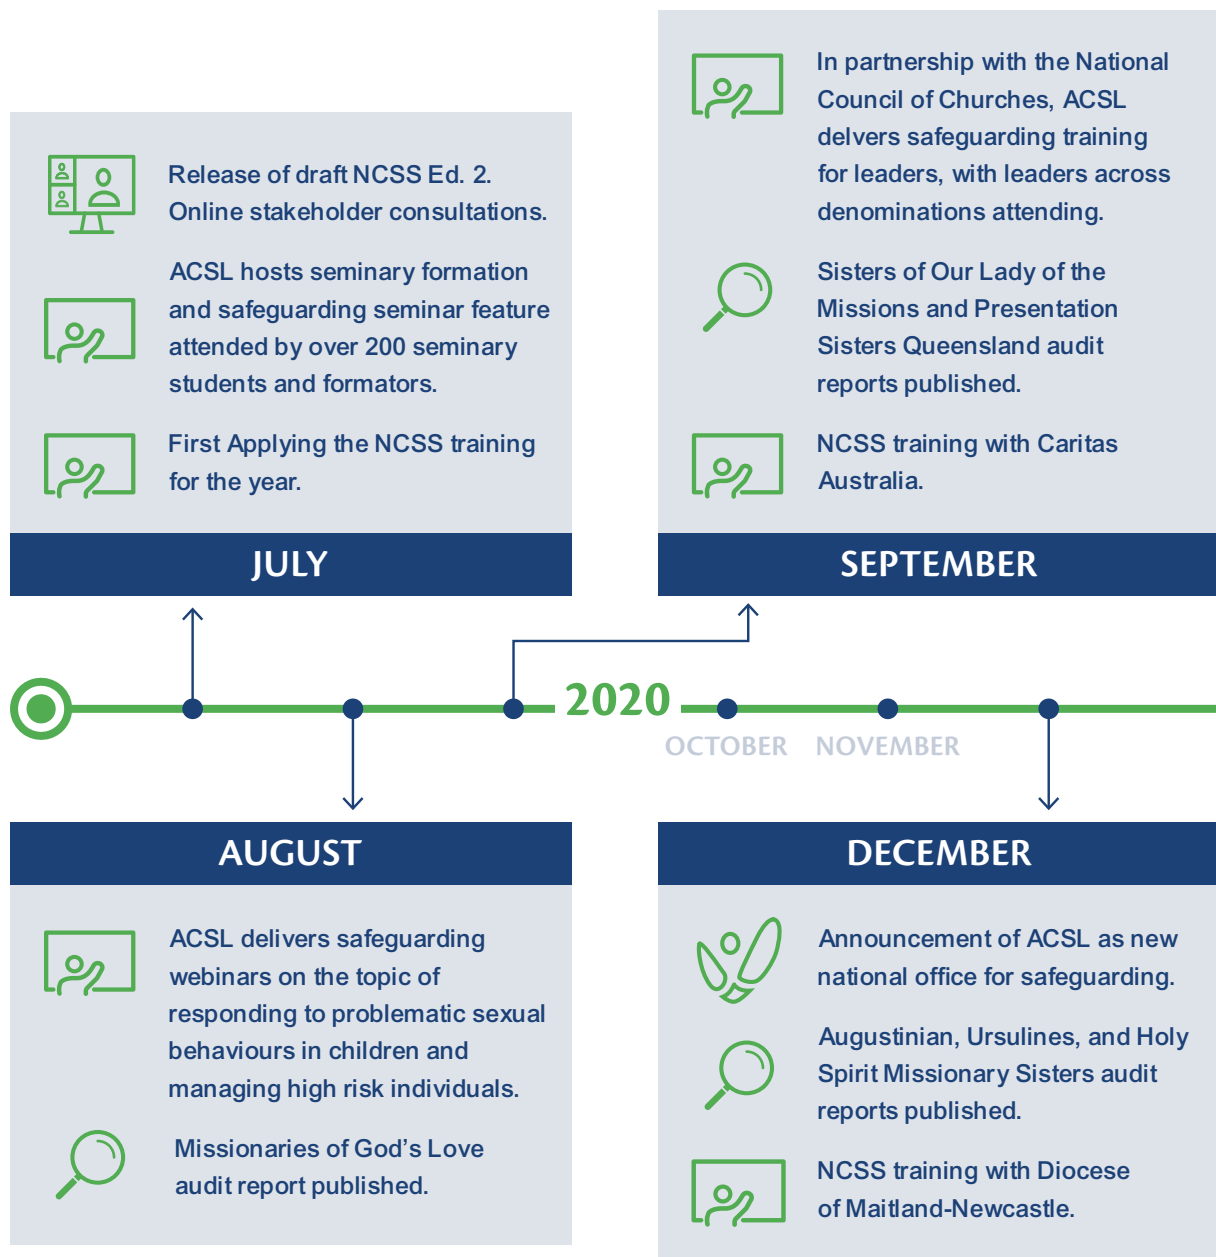 Release of draft NCSS Ed. 2.
Online stakeholder consultations.
ACSL hosts seminary formation
and safeguarding seminar feature
attended by over 200 seminary
students and formators.
First Applying the NCSS training
for the year.
JULY
In partnership with the National
Council of Churches, ACSL
delvers safeguarding training
for leaders, with leaders across
denominations attending.
Sisters of Our Lady of the
Missions and Presentation
Sisters Queensland audit
reports published.
NCSS training with Caritas
Australia.
SEPTEMBER
2020
OCTOBER
NOVEMBER
AUGUST
ACSL delivers safeguarding
webinars on the topic of
responding to problematic sexual
behaviours in children and
managing high risk individuals.
Missionaries of God’s Love
audit report published.
DECEMBER
Announcement of ACSL as new
national office for safeguarding.
Augustinian, Ursulines, and Holy
Spirit Missionary Sisters audit
reports published.
NCSS training with Diocese
of Maitland-Newcastle.